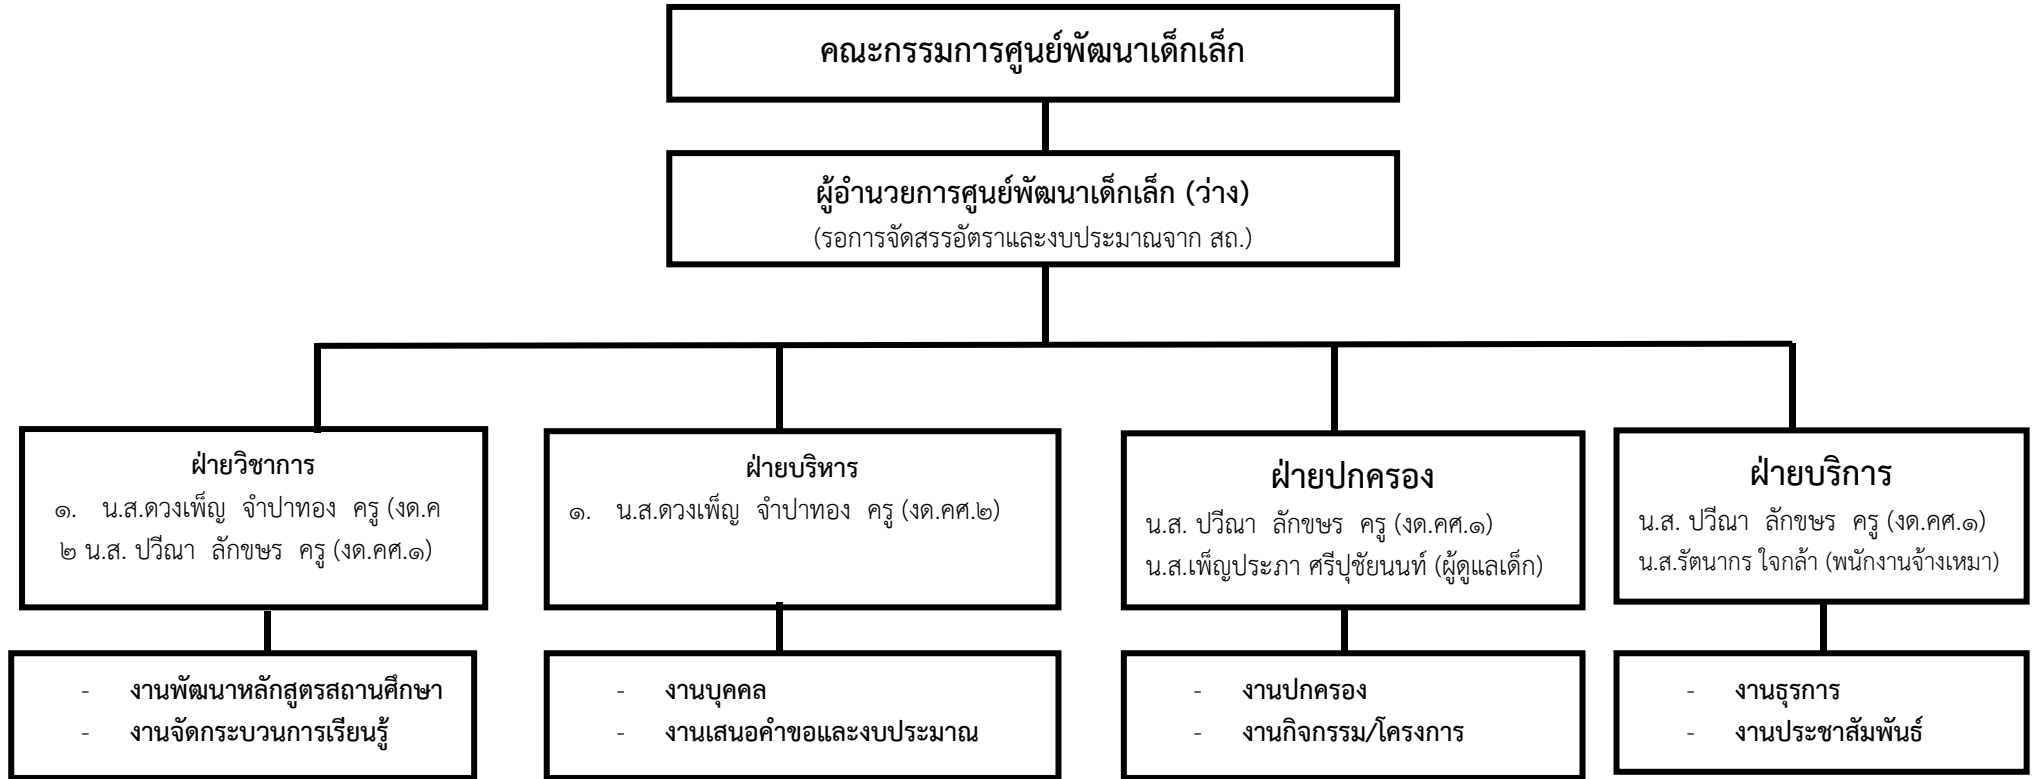 คณะกรรมการศูนย์พัฒนาเด็กเล็ก
ผู้อำนวยการศูนย์พัฒนาเด็กเล็ก (ว่าง)
(รอการจัดสรรอัตราและงบประมาณจาก สถ.)
ฝ่ายวิชาการ
๑. น.ส.ดวงเพ็ญ จำปาทอง ครู (งด.ค
๒ น.ส. ปวีณา ลักขษร ครู (งด.คศ.๑)
ฝ่ายบริหาร
๑. น.ส.ดวงเพ็ญ จำปาทอง ครู (งด.คศ.๒)
ฝ่ายปกครอง
น.ส. ปวีณา ลักขษร ครู (งด.คศ.๑)
น.ส.เพ็ญประภา ศรีปุชัยนนท์ (ผู้ดูแลเด็ก)
ฝ่ายบริการ
น.ส. ปวีณา ลักขษร ครู (งด.คศ.๑)
น.ส.รัตนากร ใจกล้า (พนักงานจ้างเหมา)
- งานพัฒนาหลักสูตรสถานศึกษา
- งานจัดกระบวนการเรียนรู้
- งานบุคคล
- งานเสนอคำขอและงบประมาณ
- งานปกครอง
- งานกิจกรรม/โครงการ
- งานธุรการ
- งานประชาสัมพันธ์